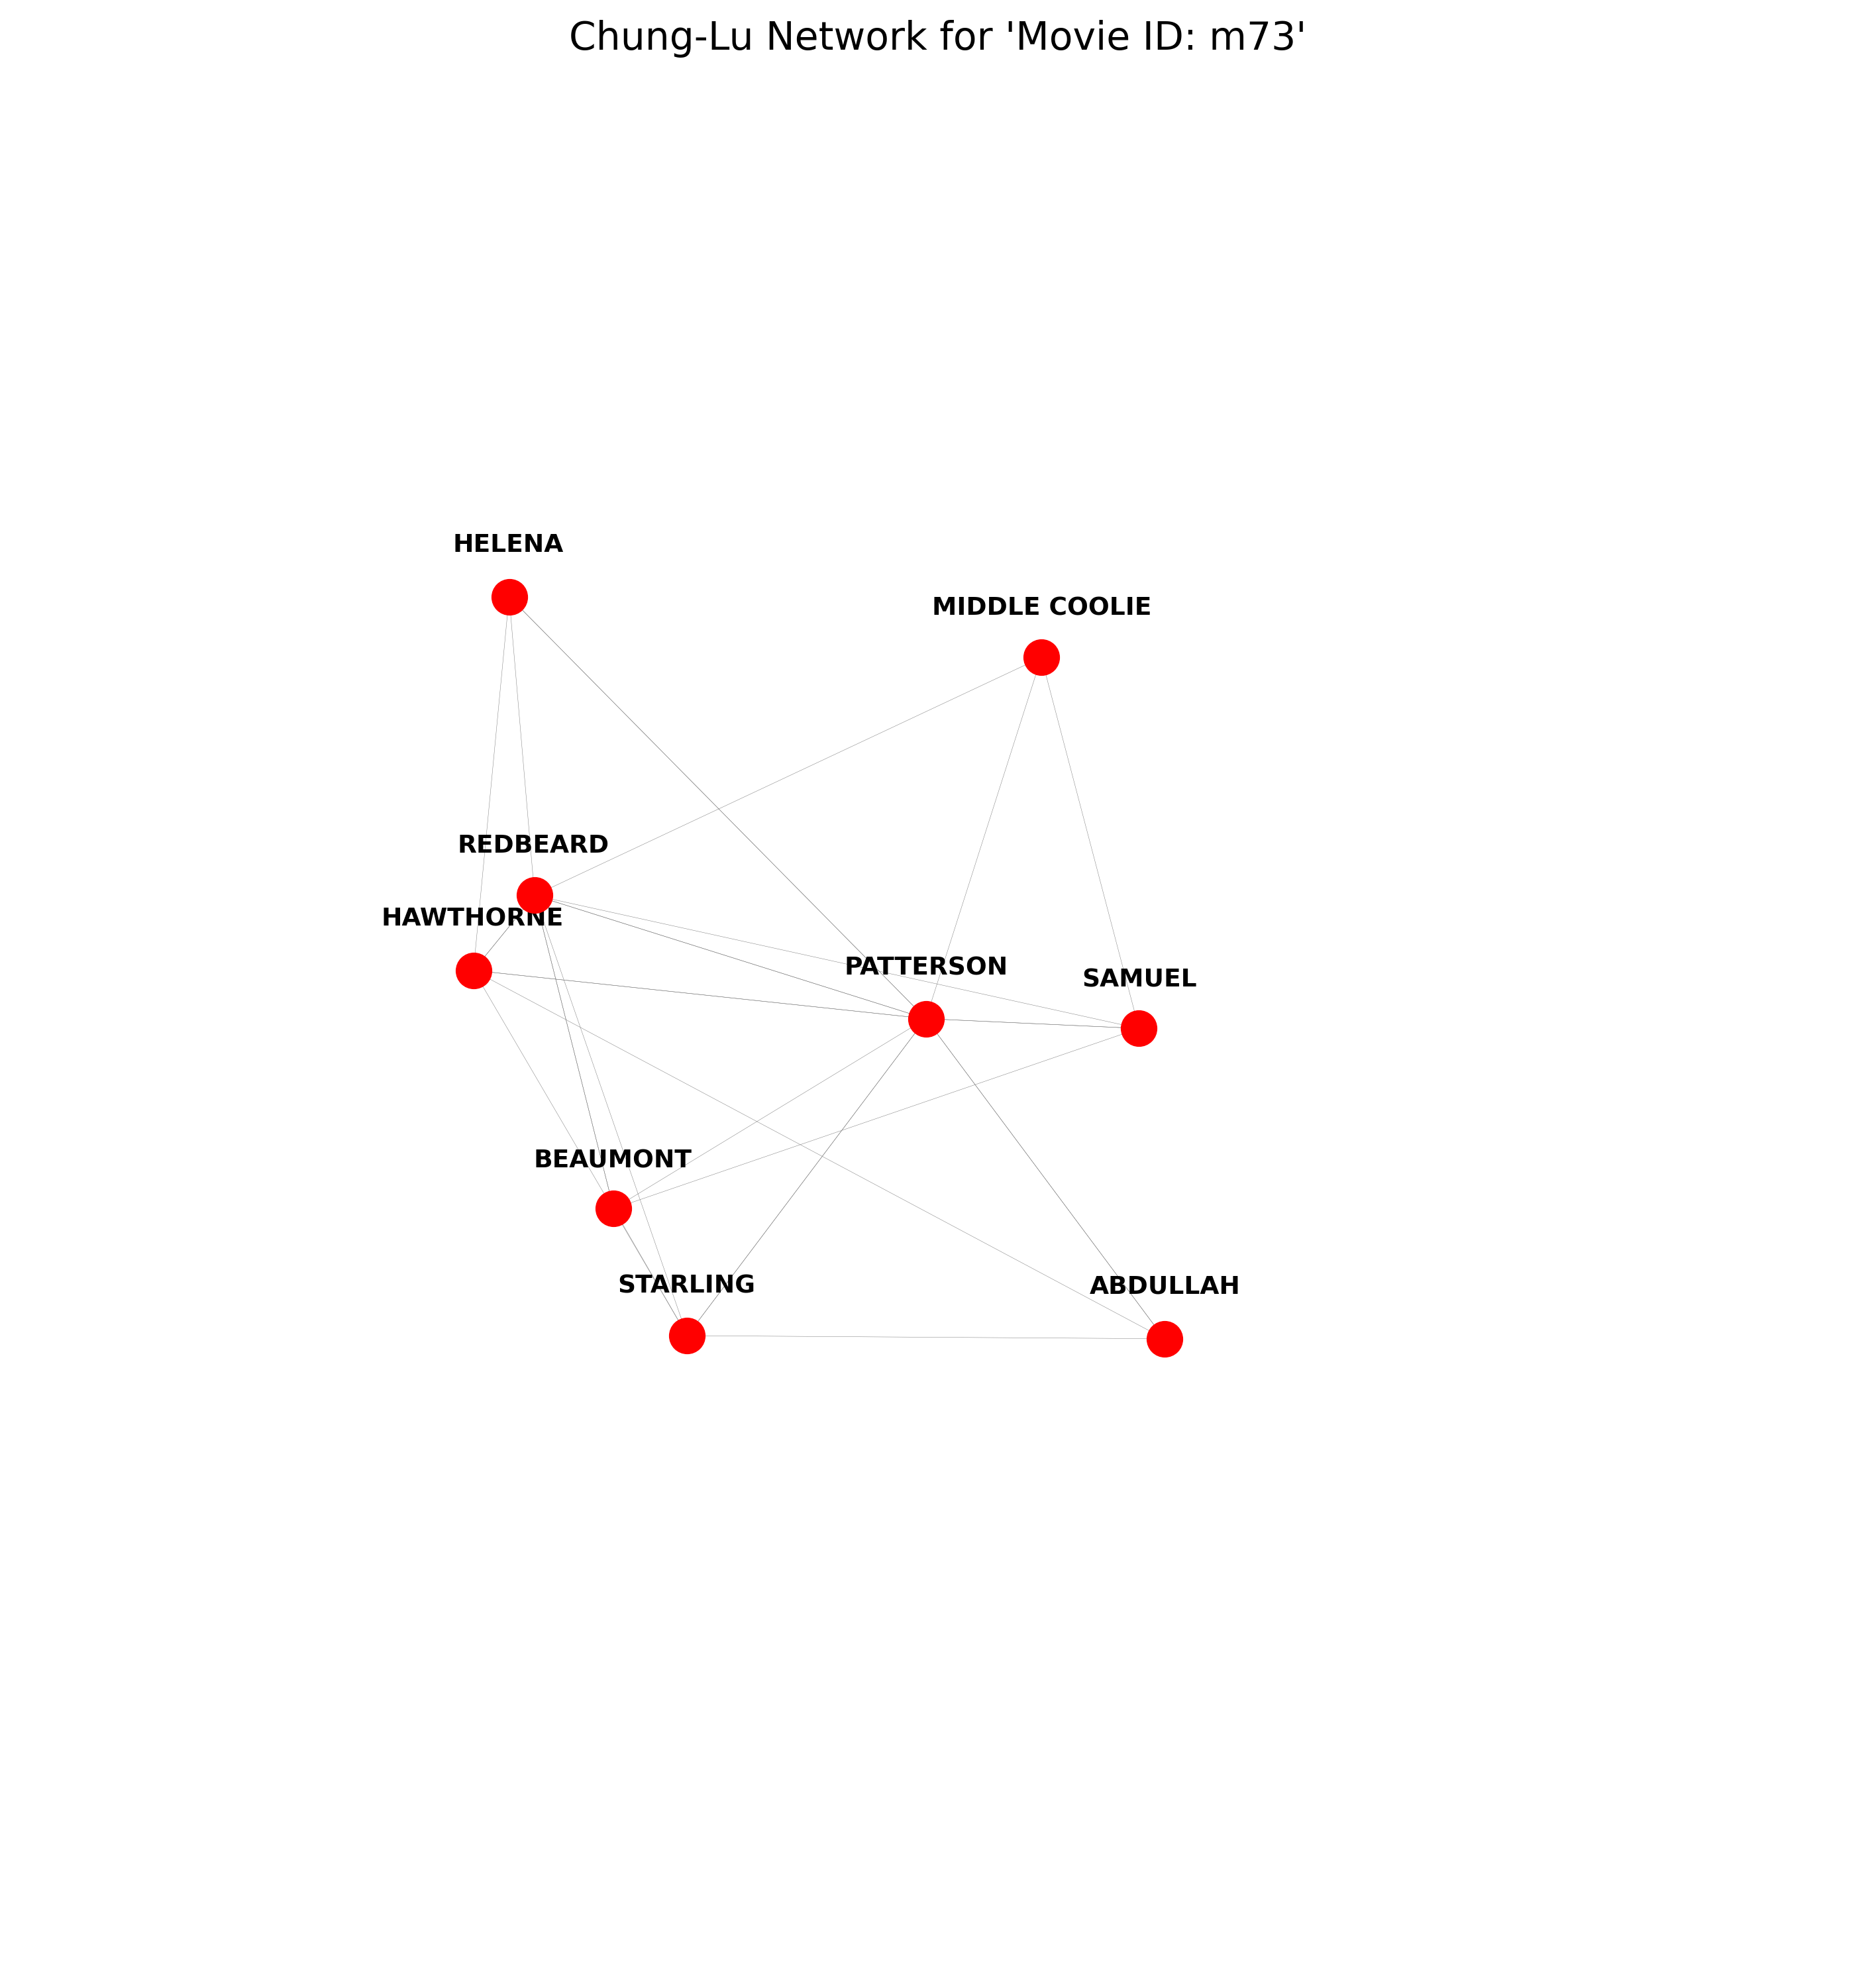 Chung-Lu Network for 'Movie ID: m73'
HELENA
MIDDLE COOLIE
REDBEARD
HAWTHORNE
PATTERSON
SAMUEL
BEAUMONT
STARLING
ABDULLAH